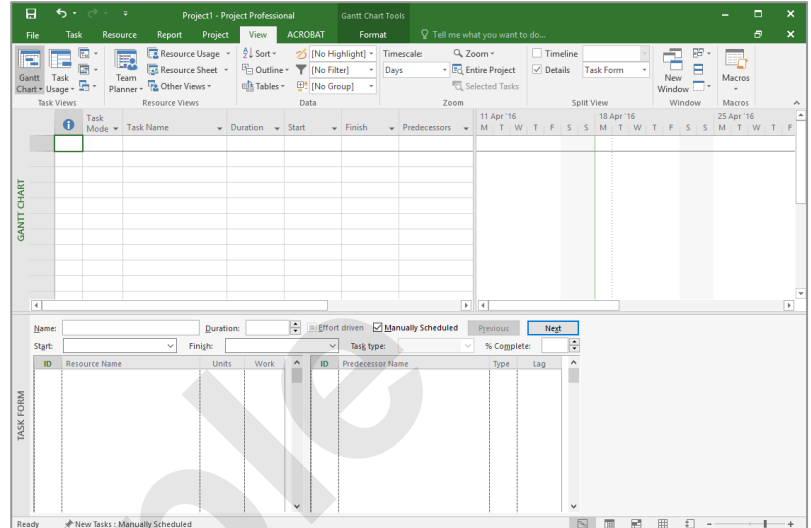 Project1 - Project Professional
Gantt Chart Tools
File Task Resource Report Project View ACROBAT Format Tell me what you want to do...
Gantt Chart
Task Usage
Team Planner
Resource Usage
Resource Sheet
Other Views
Sort
Outline
Tables
[No Highlight]
[No Filter]
[No Group]
Timescale:
Days
Zoom
Entire Project
Selected Tasks
Timeline
Details Task Form
New Window
Macros
Task Views Resource Views Data Zoom Split View Window Macros
Task Mode Task Name Duration Start Finish Predecessors
11 Apr '16 18 Apr '16 25 Apr '16
M T W T F S S M T W T F S S M T W T F
GANTT CHART
Name: Duration: Effort driven Manually Scheduled Previous Next
Start: Finish: Task type: % Complete:
ID Resource Name Units Work ID Predecessor Name Type Lag
TASK FORM
Ready New Tasks : Manually Scheduled